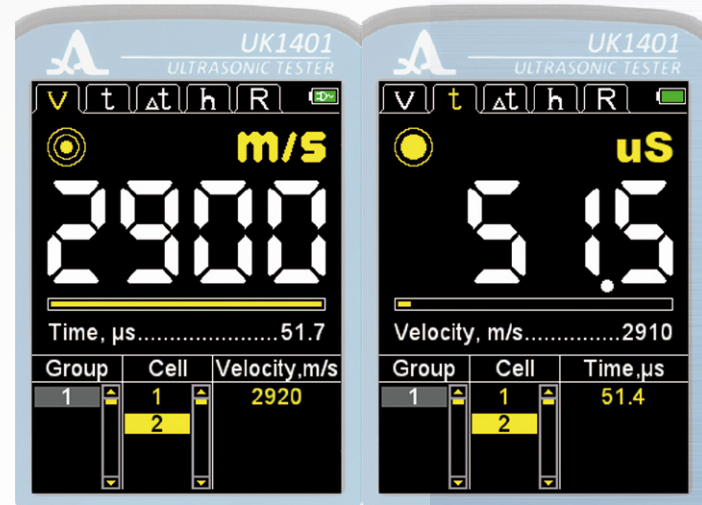 UK1401
ULTRASONIC TESTER
V t Δt h R
m/s
2900
Time, µs......................51.7
Group Cell Velocity,m/s
1 1 2920
2
UK1401
ULTRASONIC TESTER
V t Δt h R
uS
51.5
Velocity, m/s...............2910
Group Cell Time,µs
1 1 51.4
2